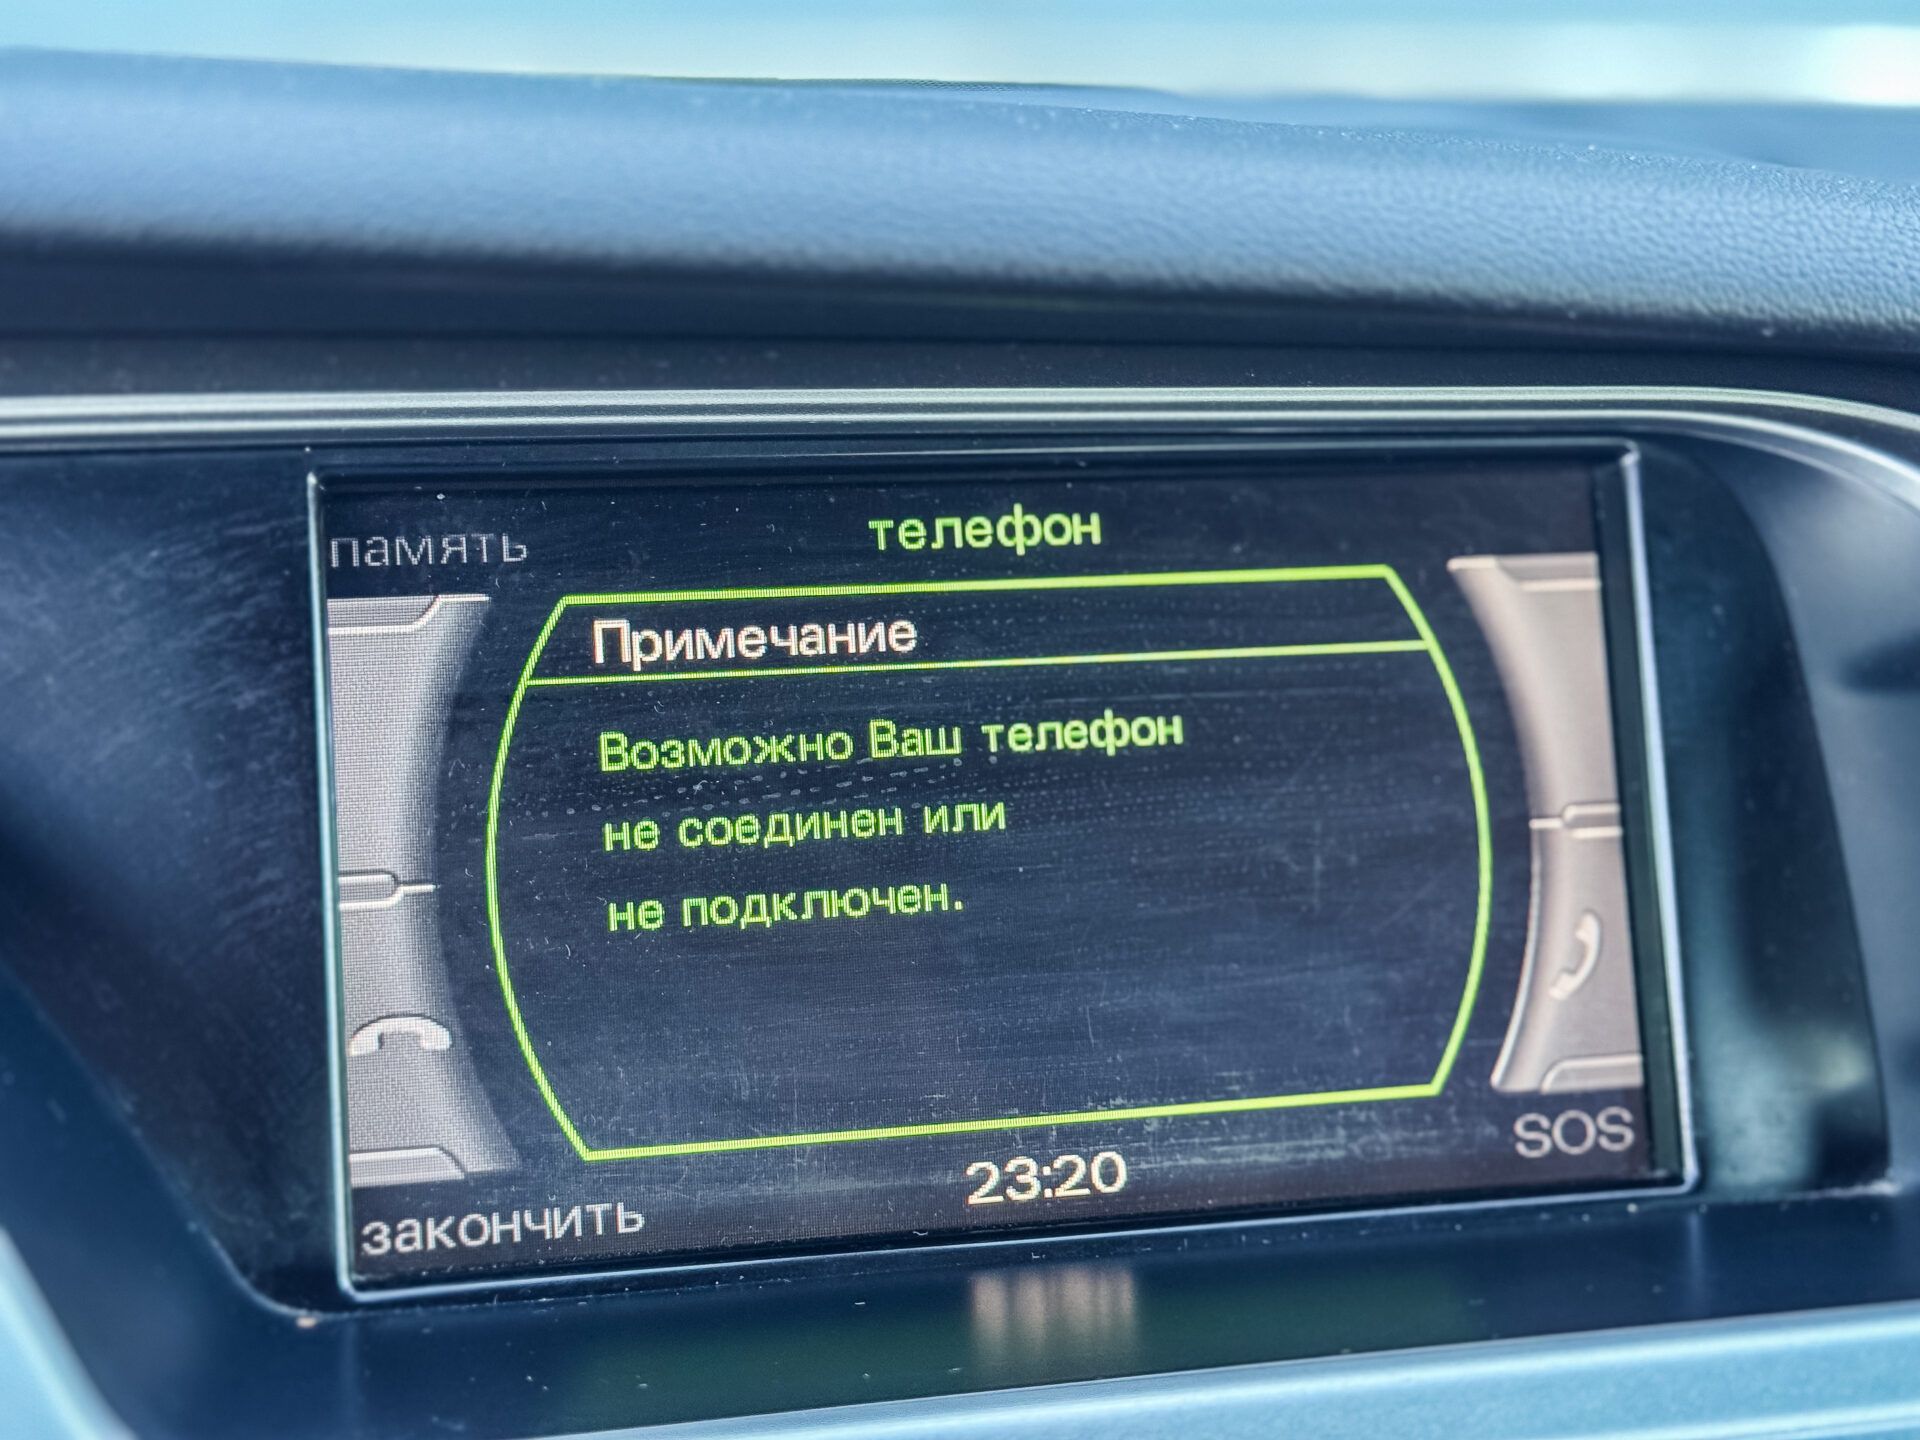 память
телефон
Примечание
Возможно Ваш телефон
не соединен или
не подключен.
SOS
23:20
закончить